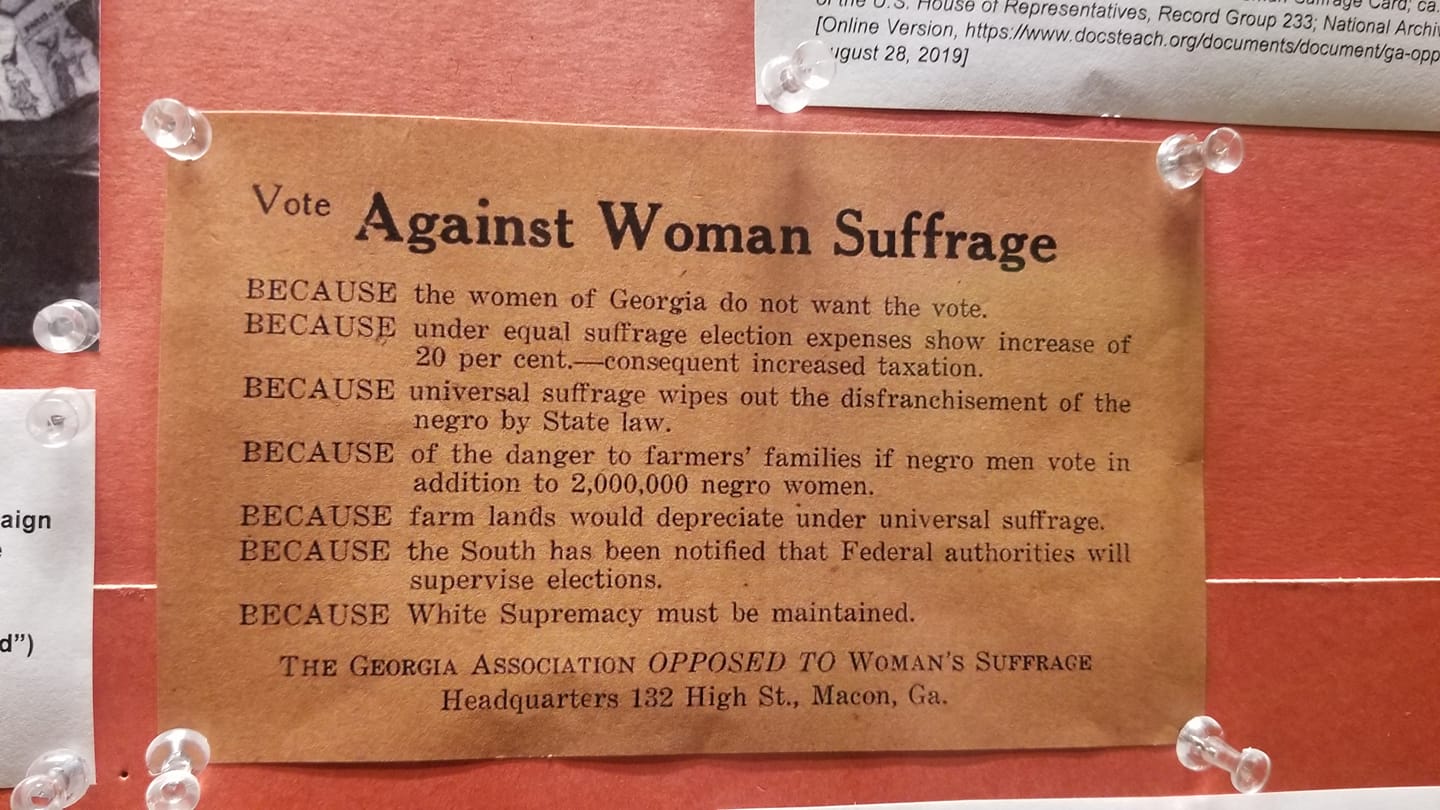 Suffrage Card; ca.
of the U.S. House of Representatives, Record Group 233; National Archi
[Online Version, https://www.docsteach.org/documents/document/ga-opp
ugust 28, 2019]
Vote Against Woman Suffrage
BECAUSE the women of Georgia do not want the vote.
BECAUSE under equal suffrage election expenses show increase of
20 per cent.—consequent increased taxation.
BECAUSE universal suffrage wipes out the disfranchisement of the
negro by State law.
BECAUSE of the danger to farmers' families if negro men vote in
addition to 2,000,000 negro women.
BECAUSE farm lands would depreciate under universal suffrage.
BECAUSE the South has been notified that Federal authorities will
supervise elections.
BECAUSE White Supremacy must be maintained.
THE GEORGIA ASSOCIATION OPPOSED TO WOMAN'S SUFFRAGE
Headquarters 132 High St., Macon, Ga.
aign
d")